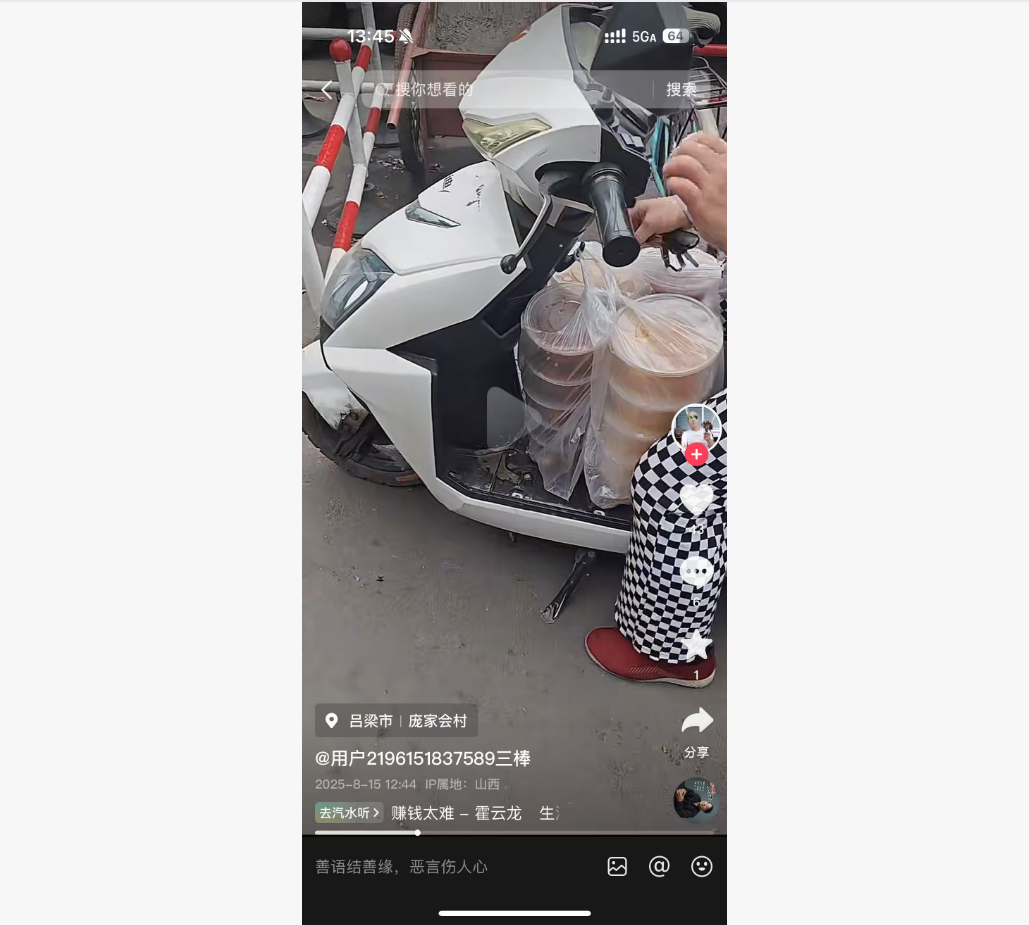 13:45
5GA 64
搜你想看的
搜索
43
6
1
分享
吕梁市 | 庞家会村
@用户2196151837589三棒
2025-8-15 12:44 IP属地：山西
去汽水听 > 赚钱太难 - 霍云龙 生
善语结善缘，恶言伤人心